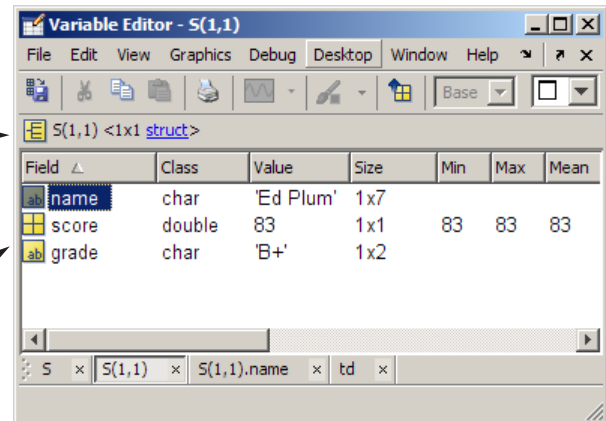 Variable Editor - S(1,1)
File Edit View Graphics Debug Desktop Window Help
Base
S(1,1) <1x1 struct>
Field Class Value Size Min Max Mean
ab name char 'Ed Plum' 1x7
score double 83 1x1 83 83 83
ab grade char 'B+' 1x2
S × S(1,1) × S(1,1).name × td ×